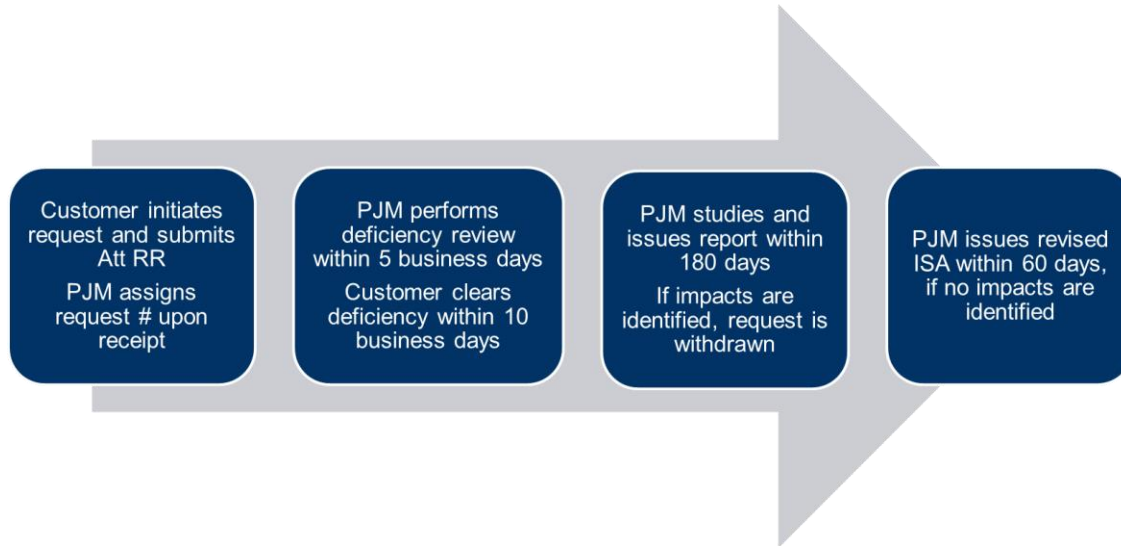 Customer initiates
request and submits
Att RR
PJM assigns
request # upon
receipt
PJM performs
deficiency review
within 5 business days
Customer clears
deficiency within 10
business days
PJM studies and
issues report within
180 days
If impacts are
identified, request is
withdrawn
PJM issues revised
ISA within 60 days,
if no impacts are
identified